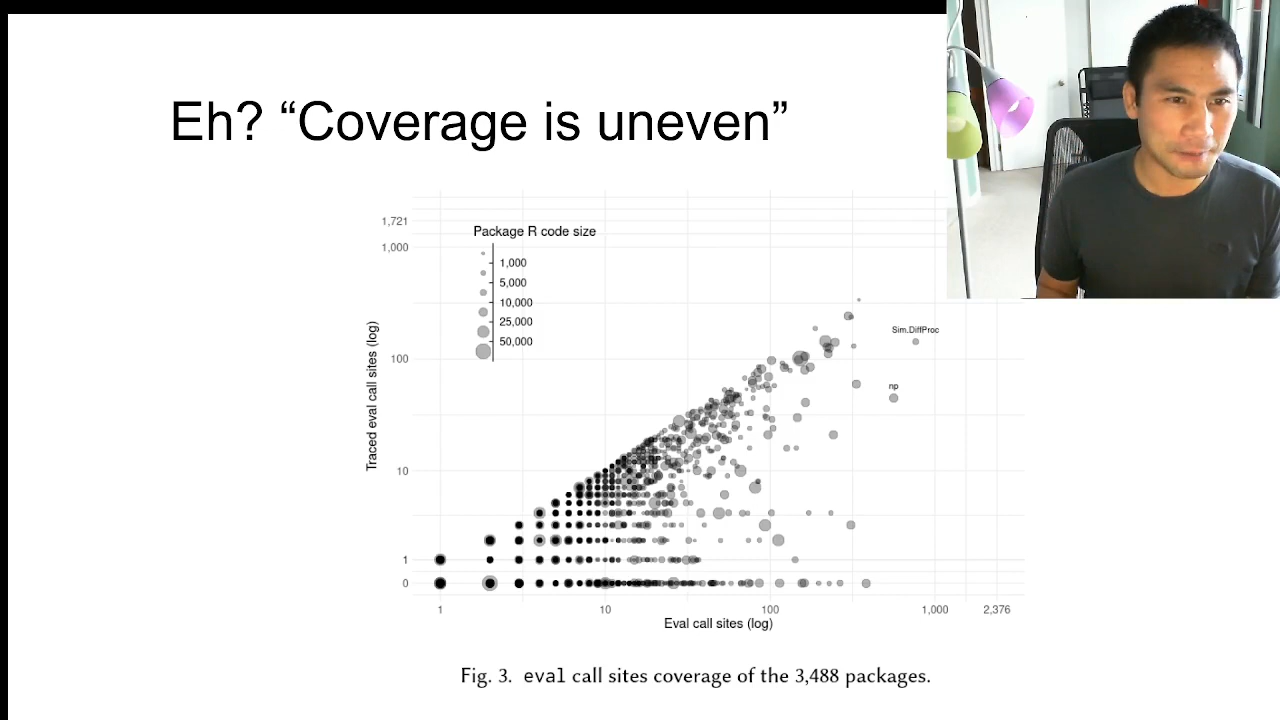 Eh? “Coverage is uneven”
1,721
1,000
100
10
1
0
Traced eval call sites (log)
Package R code size
1,000
5,000
10,000
25,000
50,000
Sim.DiffProc
np
1
10
100
1,000
2,376
Eval call sites (log)
Fig. 3. eval call sites coverage of the 3,488 packages.